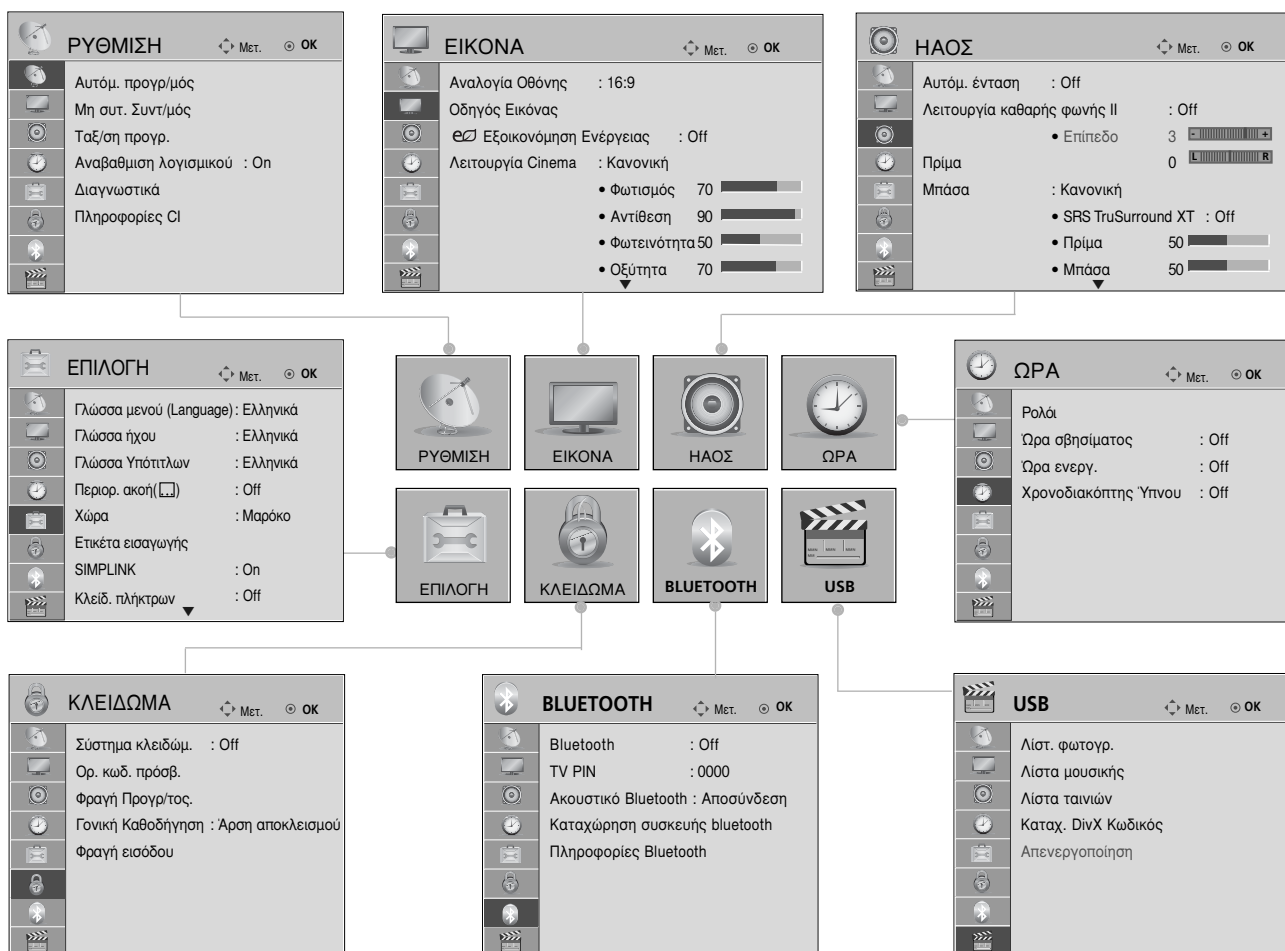 ΡΥΘΜΙΣΗ Μετ. OK
Αυτόμ. προγρ/μός
Μη συτ. Συντ/μός
Ταξ/ση προγρ.
Αναβαθμιση λογισμικού : On
Διαγνωστικά
Πληροφορίες CI
ΕΙΚΟΝΑ Μετ. OK
Αναλογία Οθόνης : 16:9
Οδηγός Εικόνας
e Εξοικονόμηση Ενέργειας : Off
Λειτουργία Cinema : Κανονική
• Φωτισμός 70
• Αντίθεση 90
• Φωτεινότητα 50
• Οξύτητα 70
ΗΑΟΣ Μετ. OK
Αυτόμ. ένταση : Off
Λειτουργία καθαρής φωνής II : Off
• Επίπεδο 3 - +
Πρίμα 0 L R
Μπάσα : Κανονική
• SRS TruSurround XT : Off
• Πρίμα 50
• Μπάσα 50
ΕΠΙΛΟΓΗ Μετ. OK
Γλώσσα μενού (Language) : Ελληνικά
Γλώσσα ήχου : Ελληνικά
Γλώσσα Υπότιτλων : Ελληνικά
Περιορ. ακοή( ) : Off
Χώρα : Μαρόκο
Ετικέτα εισαγωγής
SIMPLINK : On
Κλείδ. πλήκτρων : Off
ΡΥΘΜΙΣΗ
ΕΙΚΟΝΑ
ΗΑΟΣ
ΩΡΑ
ΕΠΙΛΟΓΗ
ΚΛΕΙΔΩΜΑ
BLUETOOTH
USB
ΩΡΑ Μετ. OK
Ρολόι
Ώρα σβησίματος : Off
Ώρα ενεργ. : Off
Χρονοδιακόπτης Ύπνου : Off
ΚΛΕΙΔΩΜΑ Μετ. OK
Σύστημα κλειδώμ. : Off
Ορ. κωδ. πρόσβ.
Φραγή Προγρ/τος.
Γονική Καθοδήγηση : Άρση αποκλεισμού
Φραγή εισόδου
BLUETOOTH Μετ. OK
Bluetooth : Off
TV PIN : 0000
Ακουστικό Bluetooth : Αποσύνδεση
Καταχώρηση συσκευής bluetooth
Πληροφορίες Bluetooth
USB Μετ. OK
Λίστ. φωτογρ.
Λίστα μουσικής
Λίστα ταινιών
Καταχ. DivX Κωδικός
Απενεργοποίηση